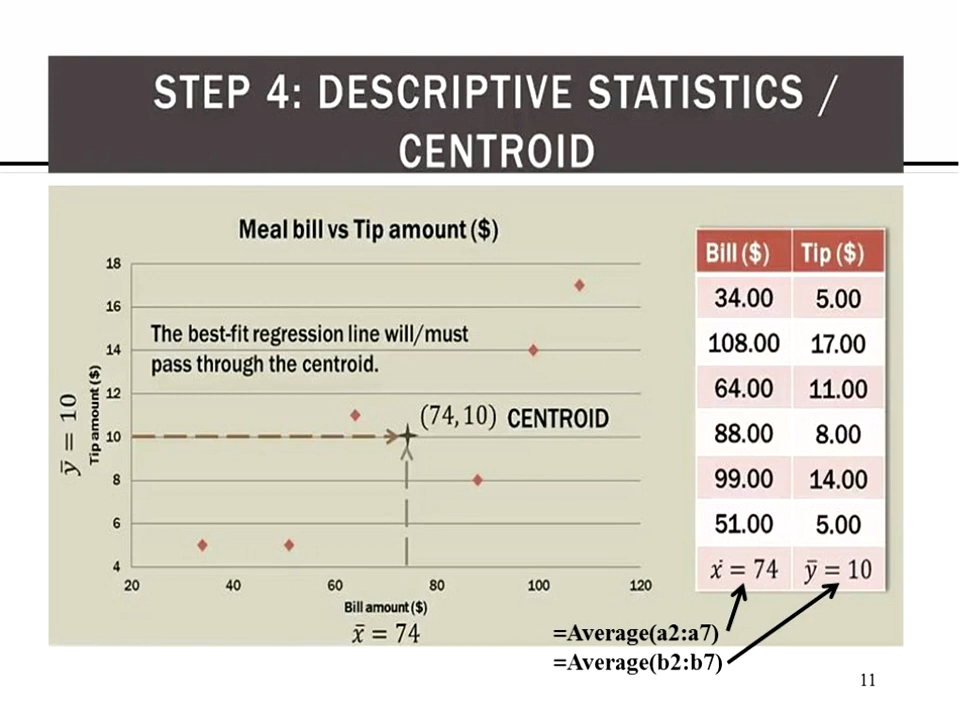 STEP 4: DESCRIPTIVE STATISTICS /
CENTROID
Meal bill vs Tip amount ($)
18
16
14
12
10
8
6
4
The best-fit regression line will/must
pass through the centroid.
(74, 10) CENTROID
Tip amount ($)
y̅ = 10
20 40 60 80 100 120
Bill amount ($)
x̅ = 74
Bill ($) Tip ($)
34.00 5.00
108.00 17.00
64.00 11.00
88.00 8.00
99.00 14.00
51.00 5.00
ẋ = 74 y̅ = 10
=Average(a2:a7)
=Average(b2:b7)
11